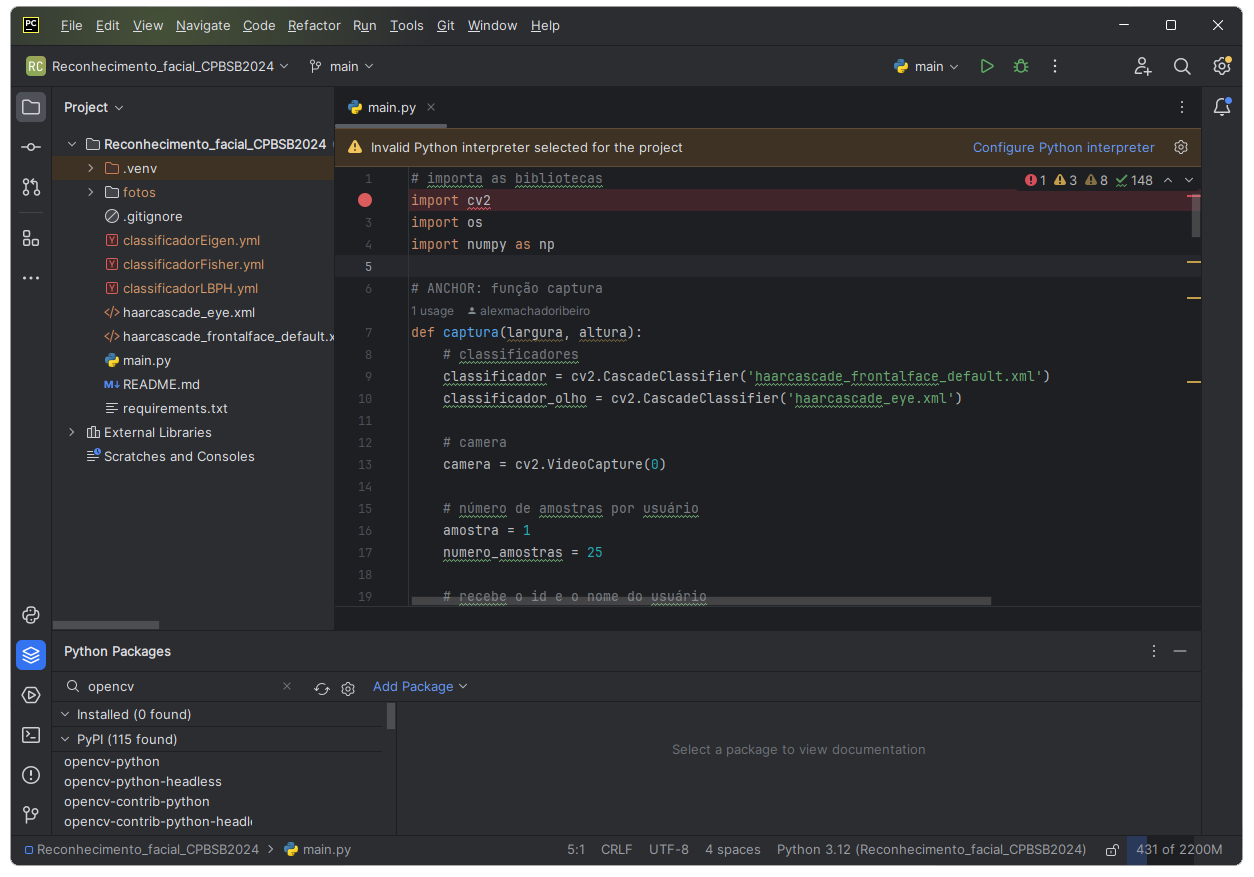 PC File Edit View Navigate Code Refactor Run Tools Git Window Help
RC Reconhecimento_facial_CPBSB2024 main main
Project
main.py
Reconhecimento_facial_CPBSB2024
.venv
fotos
.gitignore
classificadorEigen.yml
classificadorFisher.yml
classificadorLBPH.yml
haarcascade_eye.xml
haarcascade_frontalface_default.x
main.py
README.md
requirements.txt
External Libraries
Scratches and Consoles
Invalid Python interpreter selected for the project Configure Python interpreter
1 3 8 148
1 # importa as bibliotecas
import cv2
3 import os
4 import numpy as np
5
6 # ANCHOR: função captura
1 usage alexmachadoribeiro
7 def captura(largura, altura):
8 # classificadores
9 classificador = cv2.CascadeClassifier('haarcascade_frontalface_default.xml')
10 classificador_olho = cv2.CascadeClassifier('haarcascade_eye.xml')
11
12 # camera
13 camera = cv2.VideoCapture(0)
14
15 # número de amostras por usuário
16 amostra = 1
17 numero_amostras = 25
18
19 # recebe o id e o nome do usuário
Python Packages
opencv Add Package
Installed (0 found)
PyPI (115 found)
opencv-python
opencv-python-headless
opencv-contrib-python
opencv-contrib-python-headl
Select a package to view documentation
Reconhecimento_facial_CPBSB2024 > main.py 5:1 CRLF UTF-8 4 spaces Python 3.12 (Reconhecimento_facial_CPBSB2024) 431 of 2200M